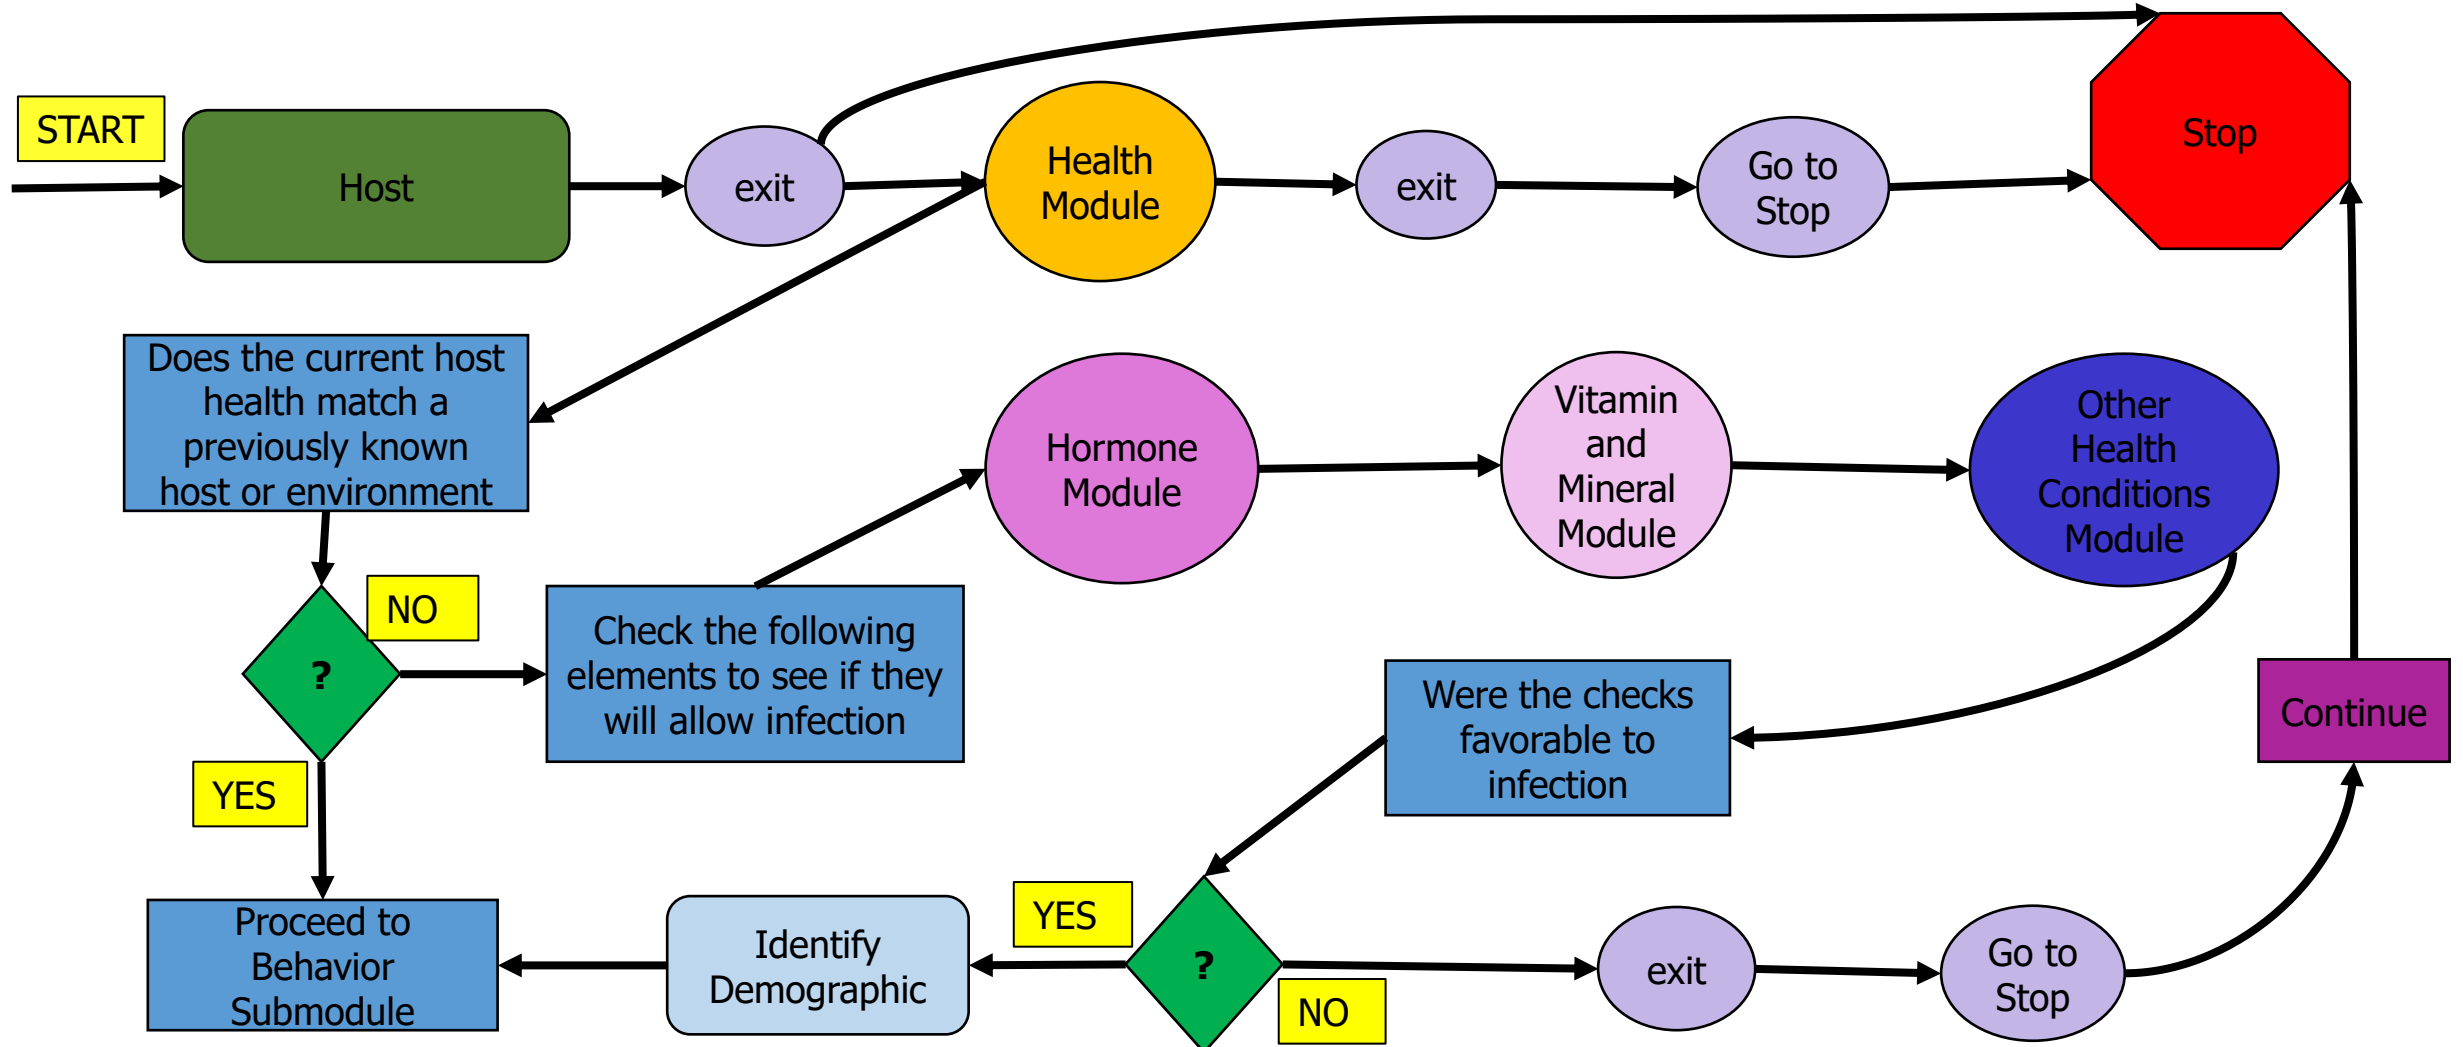 START
Host
exit
Health
Module
exit
Go to
Stop
Stop
Does the current host
health match a
previously known
host or environment
Hormone
Module
Vitamin
and
Mineral
Module
Other
Health
Conditions
Module
NO
?
Check the following
elements to see if they
will allow infection
Were the checks
favorable to
infection
Continue
YES
Proceed to
Behavior
Submodule
Identify
Demographic
YES
?
NO
exit
Go to
Stop